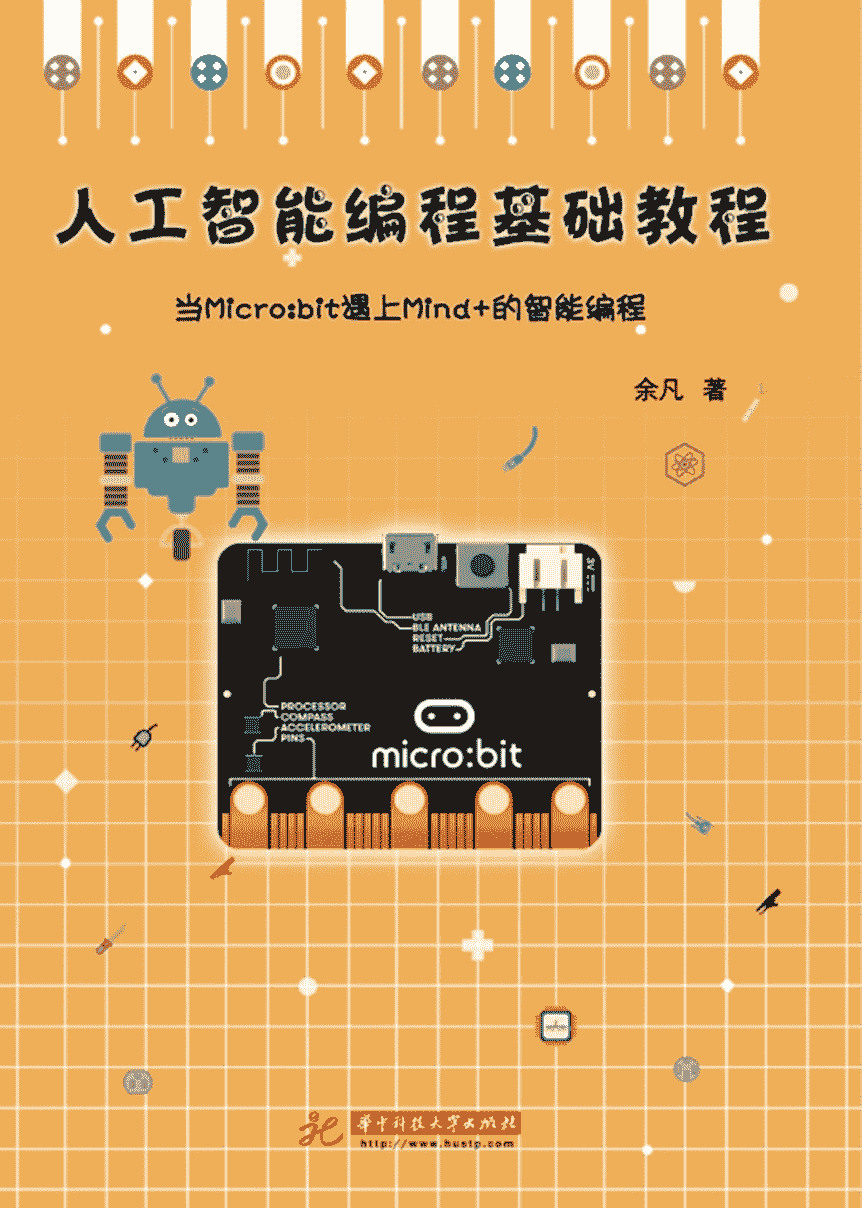 人工智能编程基础教程
当Micro:bit遇上Mind+的智能编程
余凡 著
3V
USB
BLE ANTENNA
RESET
BATTERY
PROCESSOR
COMPASS
ACCELEROMETER
PINS
micro:bit
华中科技大学出版社
http://www.hustp.com